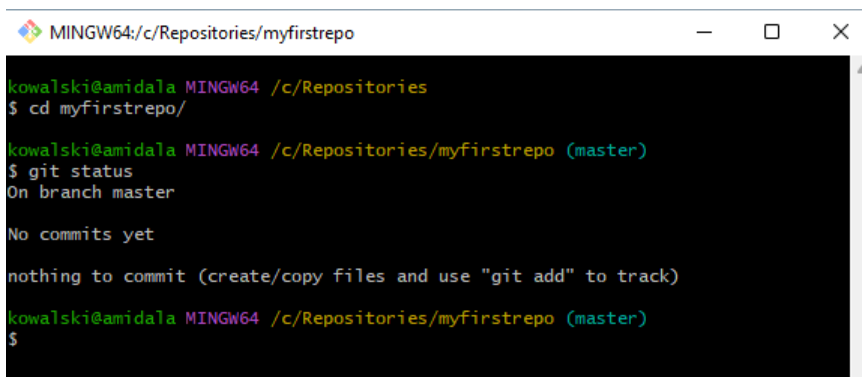 MINGW64:/c/Repositories/myfirstrepo
kowalski@amidala MINGW64 /c/Repositories
$ cd myfirstrepo/
kowalski@amidala MINGW64 /c/Repositories/myfirstrepo (master)
$ git status
On branch master
No commits yet
nothing to commit (create/copy files and use "git add" to track)
kowalski@amidala MINGW64 /c/Repositories/myfirstrepo (master)
$